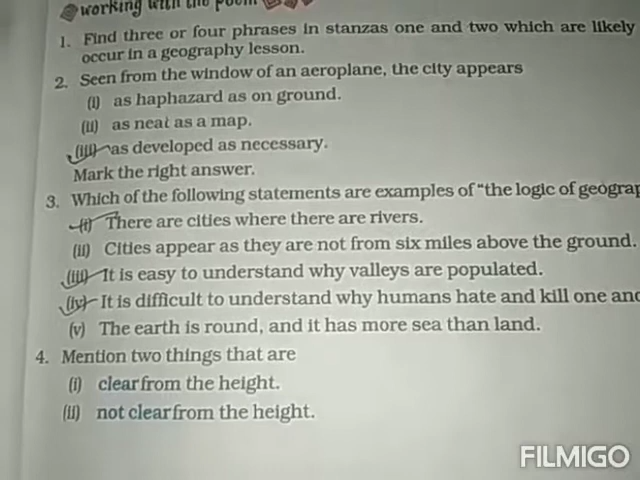 working with the poem
1. Find three or four phrases in stanzas one and two which are likely
occur in a geography lesson.
2. Seen from the window of an aeroplane, the city appears
(i) as haphazard as on ground.
(ii) as neat as a map.
(iii) as developed as necessary.
Mark the right answer.
3. Which of the following statements are examples of "the logic of geograp
(i) There are cities where there are rivers.
(ii) Cities appear as they are not from six miles above the ground.
(iii) It is easy to understand why valleys are populated.
(iv) It is difficult to understand why humans hate and kill one and
(v) The earth is round, and it has more sea than land.
4. Mention two things that are
(i) clear from the height.
(ii) not clear from the height.
FILMIGO